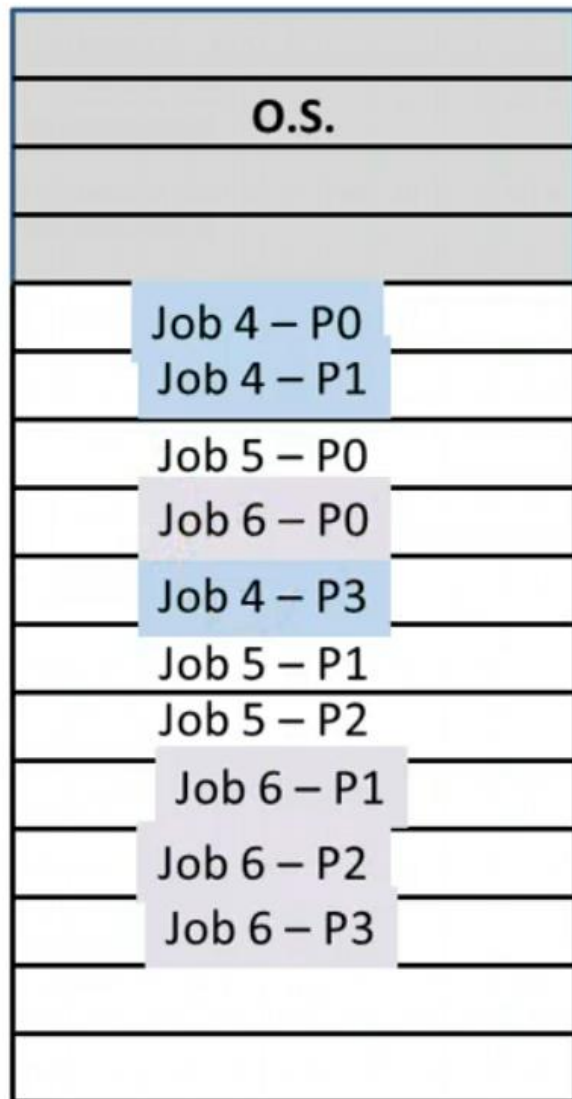 O.S.
Job 4 – P0
Job 4 – P1
Job 5 – P0
Job 6 – P0
Job 4 – P3
Job 5 – P1
Job 5 – P2
Job 6 – P1
Job 6 – P2
Job 6 – P3